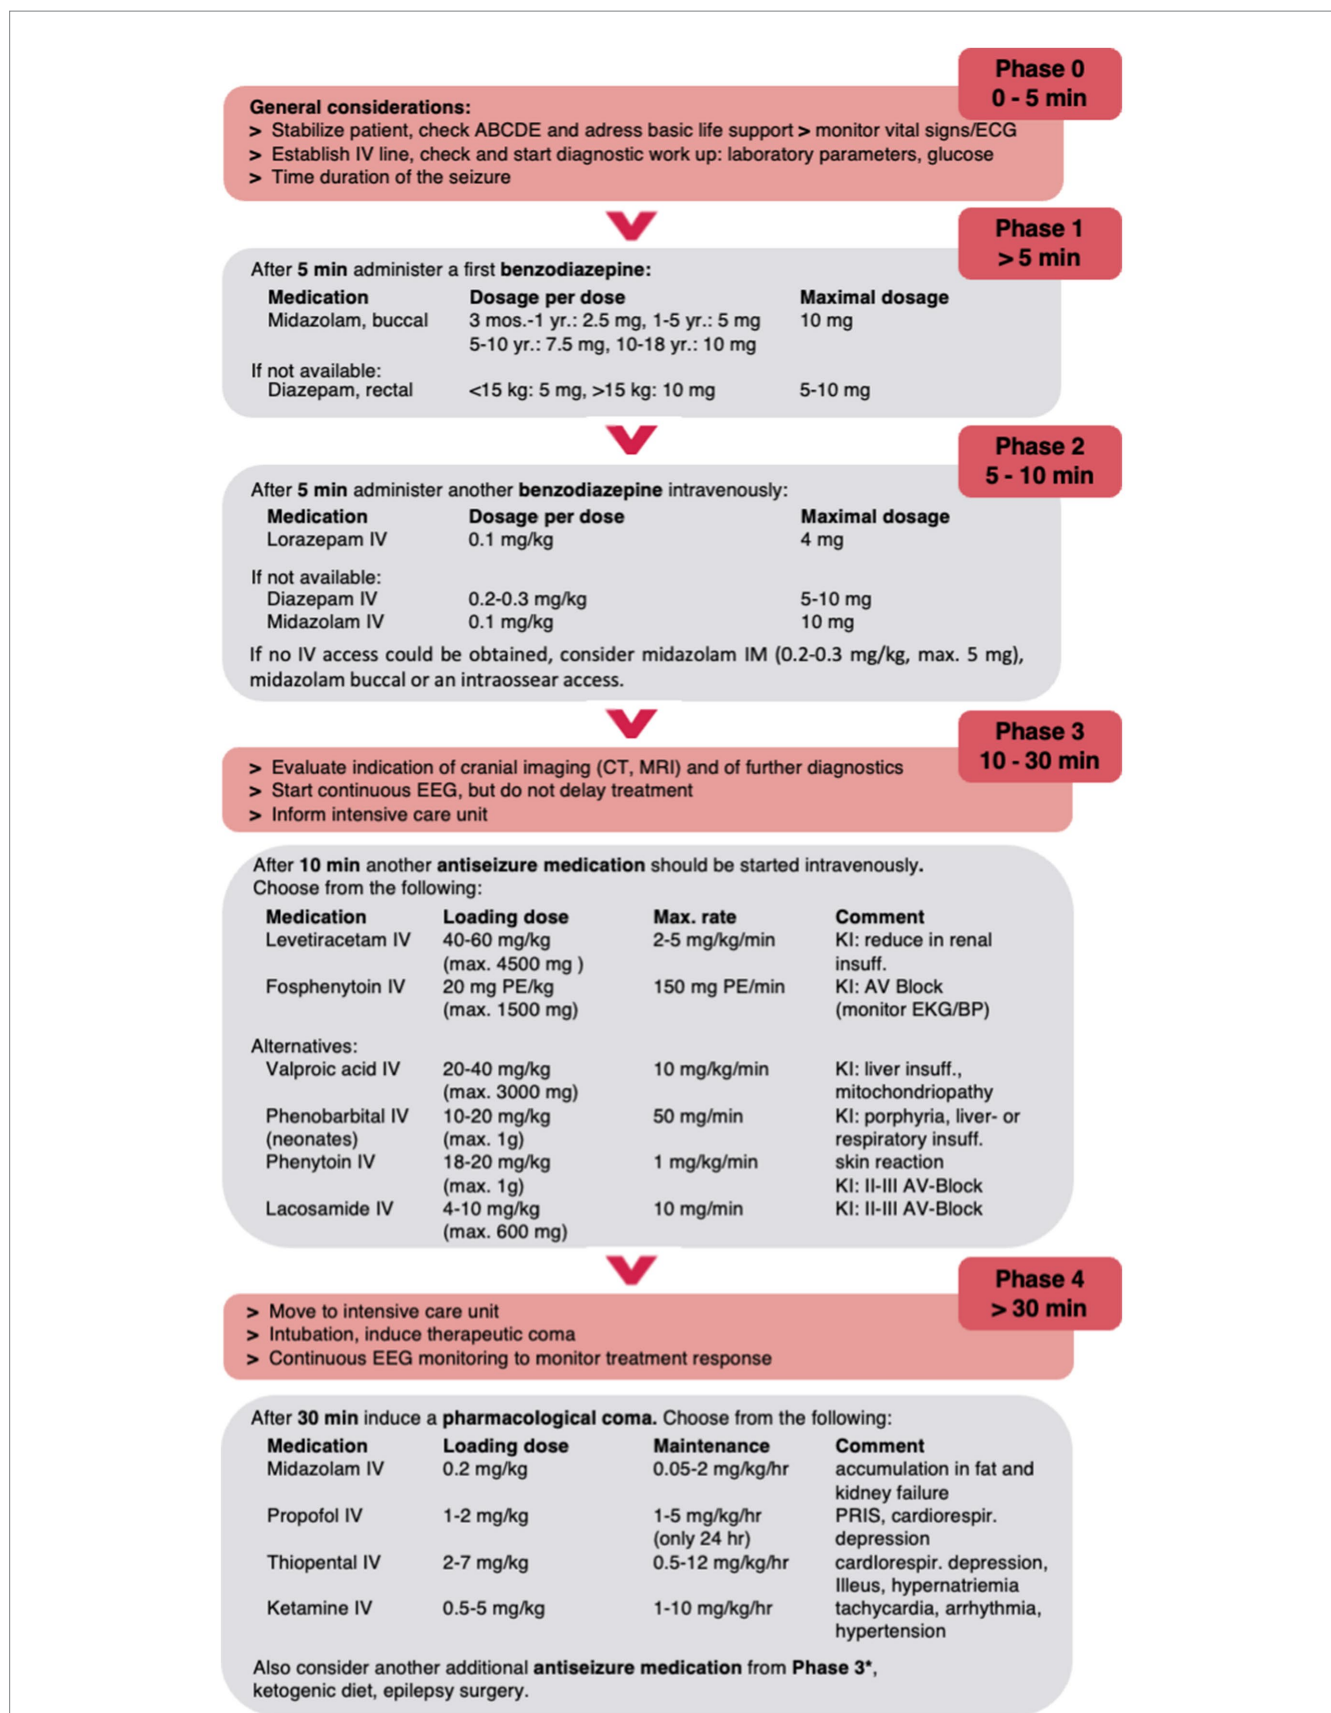 Phase 0
0 - 5 min
General considerations:
> Stabilize patient, check ABCDE and adress basic life support > monitor vital signs/ECG
> Establish IV line, check and start diagnostic work up: laboratory parameters, glucose
> Time duration of the seizure
Phase 1
> 5 min
After 5 min administer a first benzodiazepine:
Medication Dosage per dose Maximal dosage
Midazolam, buccal 3 mos.-1 yr.: 2.5 mg, 1-5 yr.: 5 mg 10 mg
5-10 yr.: 7.5 mg, 10-18 yr.: 10 mg
If not available:
Diazepam, rectal <15 kg: 5 mg, >15 kg: 10 mg 5-10 mg
Phase 2
5 - 10 min
After 5 min administer another benzodiazepine intravenously:
Medication Dosage per dose Maximal dosage
Lorazepam IV 0.1 mg/kg 4 mg
If not available:
Diazepam IV 0.2-0.3 mg/kg 5-10 mg
Midazolam IV 0.1 mg/kg 10 mg
If no IV access could be obtained, consider midazolam IM (0.2-0.3 mg/kg, max. 5 mg),
midazolam buccal or an intraossear access.
Phase 3
10 - 30 min
> Evaluate indication of cranial imaging (CT, MRI) and of further diagnostics
> Start continuous EEG, but do not delay treatment
> Inform intensive care unit
After 10 min another antiseizure medication should be started intravenously.
Choose from the following:
Medication Loading dose Max. rate Comment
Levetiracetam IV 40-60 mg/kg 2-5 mg/kg/min KI: reduce in renal
(max. 4500 mg ) insuff.
Fosphenytoin IV 20 mg PE/kg 150 mg PE/min KI: AV Block
(max. 1500 mg) (monitor EKG/BP)
Alternatives:
Valproic acid IV 20-40 mg/kg 10 mg/kg/min KI: liver insuff.,
(max. 3000 mg) mitochondriopathy
Phenobarbital IV 10-20 mg/kg 50 mg/min KI: porphyria, liver- or
(neonates) (max. 1g) respiratory insuff.
Phenytoin IV 18-20 mg/kg 1 mg/kg/min skin reaction
(max. 1g) KI: II-III AV-Block
Lacosamide IV 4-10 mg/kg 10 mg/min KI: II-III AV-Block
(max. 600 mg)
Phase 4
> 30 min
> Move to intensive care unit
> Intubation, induce therapeutic coma
> Continuous EEG monitoring to monitor treatment response
After 30 min induce a pharmacological coma. Choose from the following:
Medication Loading dose Maintenance Comment
Midazolam IV 0.2 mg/kg 0.05-2 mg/kg/hr accumulation in fat and
kidney failure
Propofol IV 1-2 mg/kg 1-5 mg/kg/hr PRIS, cardiorespir.
(only 24 hr) depression
Thiopental IV 2-7 mg/kg 0.5-12 mg/kg/hr cardIorespir. depression,
Illeus, hypernatriemia
Ketamine IV 0.5-5 mg/kg 1-10 mg/kg/hr tachycardia, arrhythmia,
hypertension
Also consider another additional antiseizure medication from Phase 3*,
ketogenic diet, epilepsy surgery.